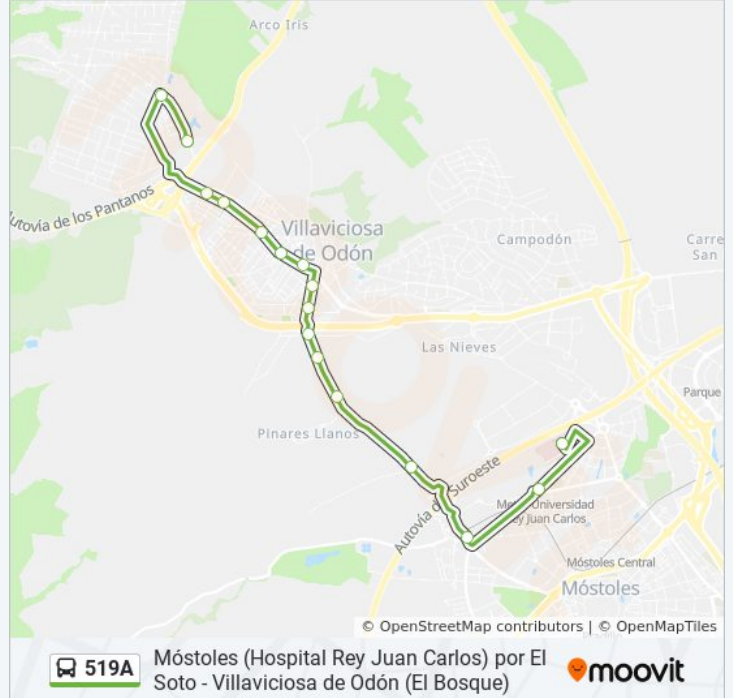 Arco Iris
utovía de los Pantanos
Villaviciosa
de Odón
Campodón
Carre
San
Las Nieves
Parque
Pinares Llanos
Autovía del Suroeste
Metro Universidad
Rey Juan Carlos
Móstoles Central
Móstoles
© OpenStreetMap contributors | © OpenMapTiles
519A
Móstoles (Hospital Rey Juan Carlos) por El
Soto - Villaviciosa de Odón (El Bosque)
moovit